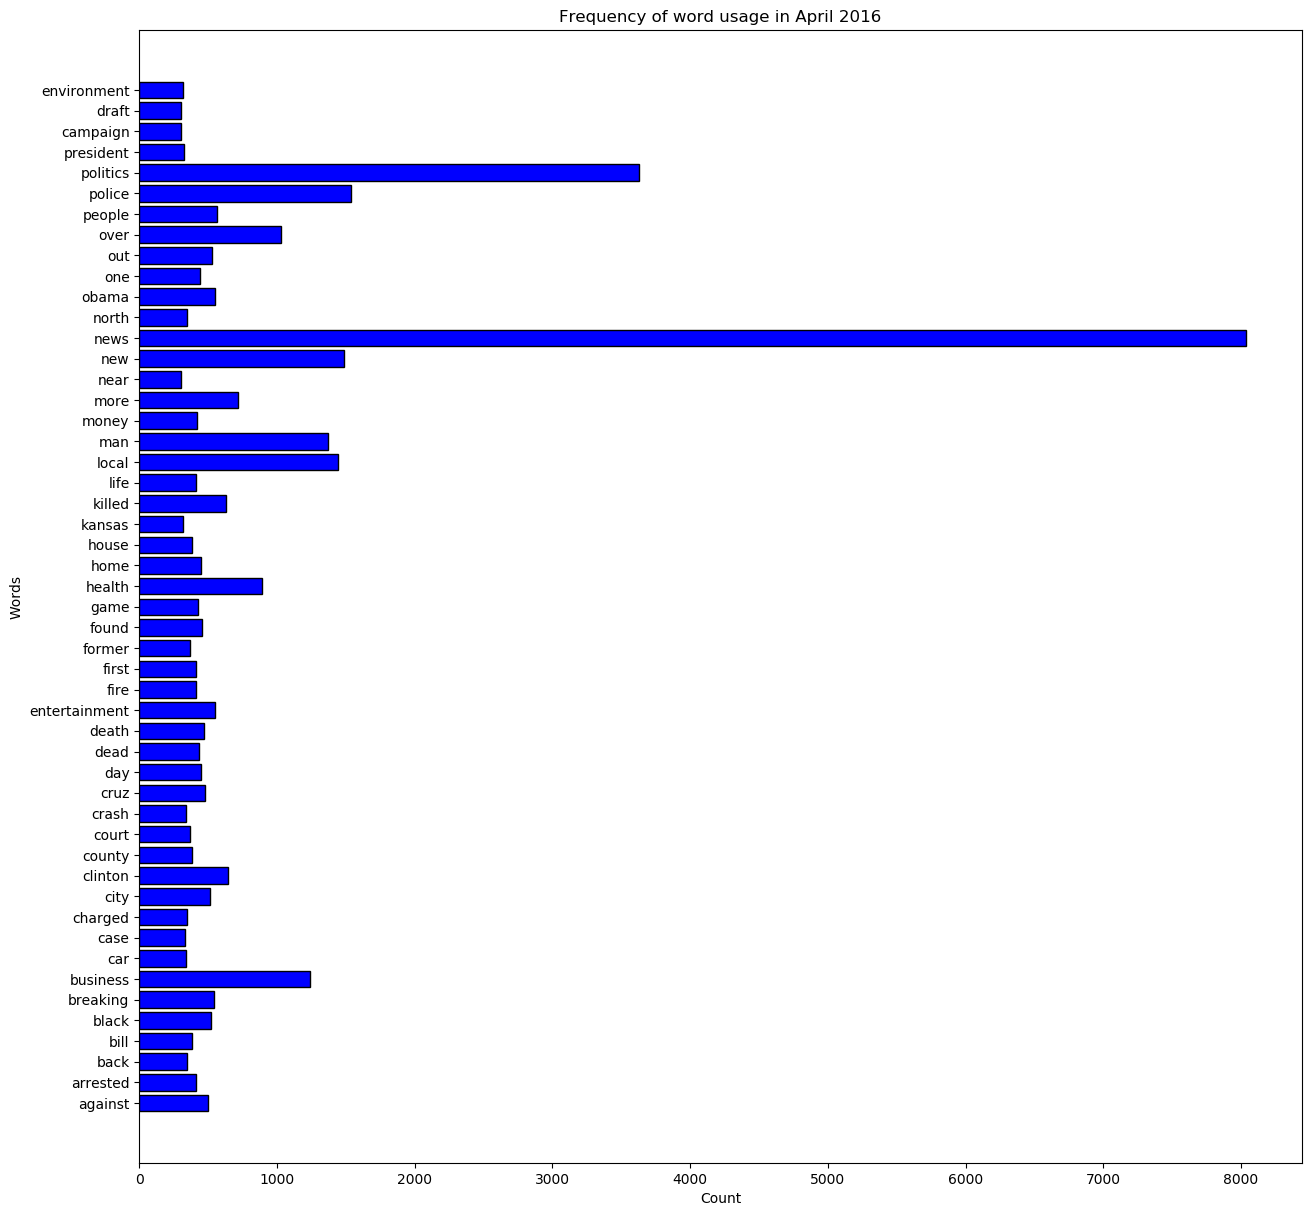 Frequency of word usage in April 2016
environment
draft
campaign
president
politics
police
people
over
out
one
obama
north
news
new
near
more
money
man
local
life
killed
kansas
house
home
health
game
found
former
first
fire
entertainment
death
dead
day
cruz
crash
court
county
clinton
city
charged
case
car
business
breaking
black
bill
back
arrested
against
Words
0 1000 2000 3000 4000 5000 6000 7000 8000
Count